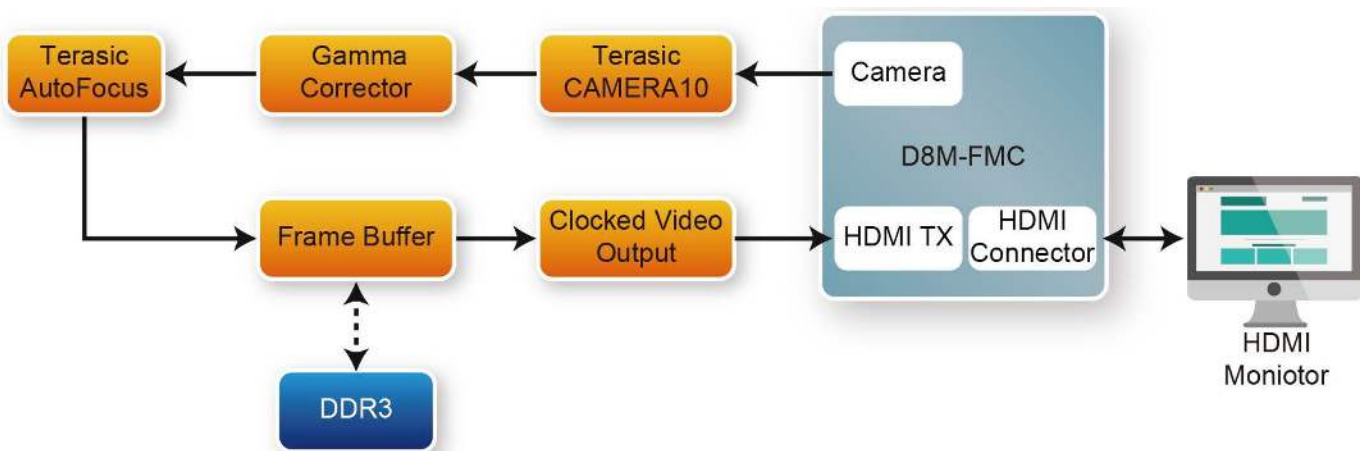 Terasic
AutoFocus
Gamma
Corrector
Terasic
CAMERA10
Camera
D8M-FMC
Frame Buffer
Clocked Video
Output
HDMI TX
HDMI
Connector
DDR3
HDMI
Moniotor